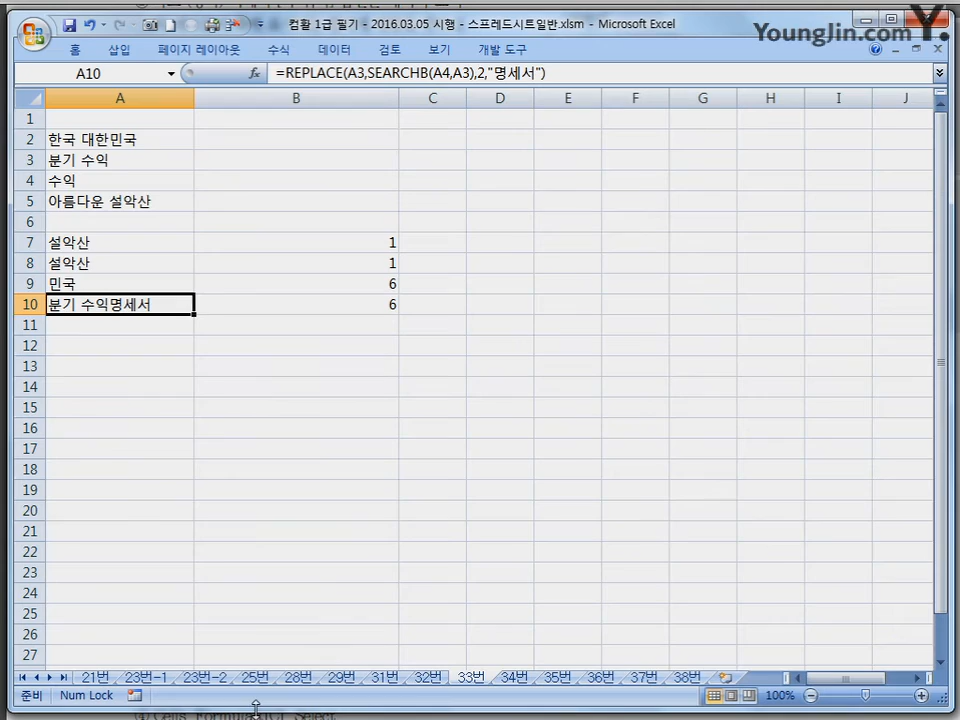 컴활 1급 필기 - 2016.03.05 시행 - 스프레드시트일반.xlsm - Microsoft Excel
YoungJin.com Y.
홈 삽입 페이지 레이아웃 수식 데이터 검토 보기 개발 도구
A10 fx =REPLACE(A3,SEARCHB(A4,A3),2,"명세서")
A B C D E F G H I J
1
2 한국 대한민국
3 분기 수익
4 수익
5 아름다운 설악산
6
7 설악산 1
8 설악산 1
9 민국 6
10 분기 수익명세서 6
11
12
13
14
15
16
17
18
19
20
21
22
23
24
25
26
27
21번 23번-1 23번-2 25번 28번 29번 31번 32번 33번 34번 35번 36번 37번 38번
준비 Num Lock 100%